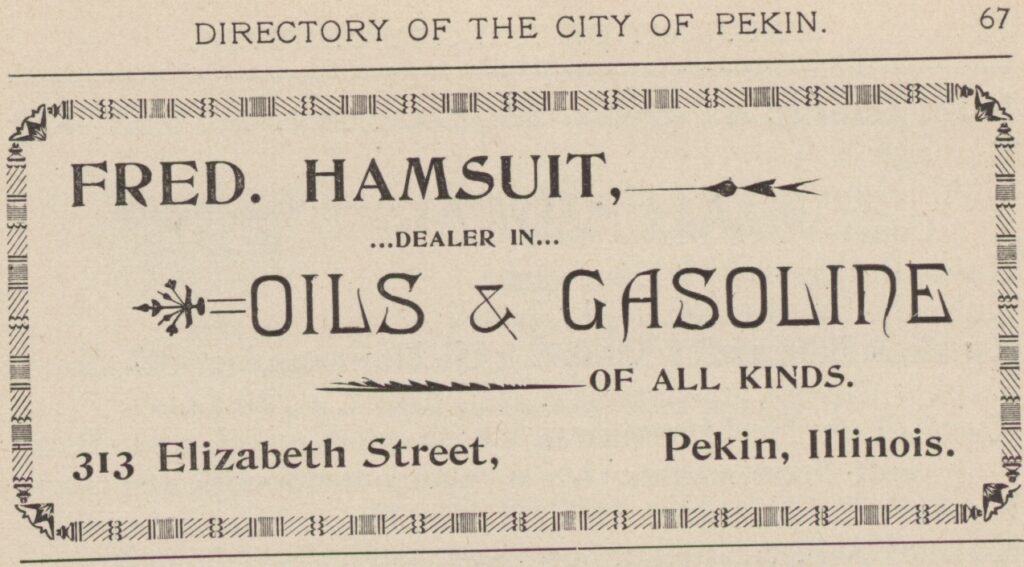 DIRECTORY OF THE CITY OF PEKIN. 67
FRED. HAMSUIT,
...DEALER IN...
OILS & GASOLINE
OF ALL KINDS.
313 Elizabeth Street, Pekin, Illinois.